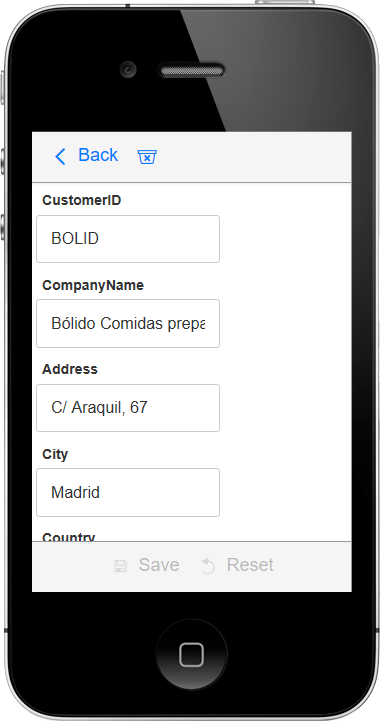 Back
CustomerID
BOLID
CompanyName
Bólido Comidas prepa
Address
C/ Araquil, 67
City
Madrid
Country
Save Reset